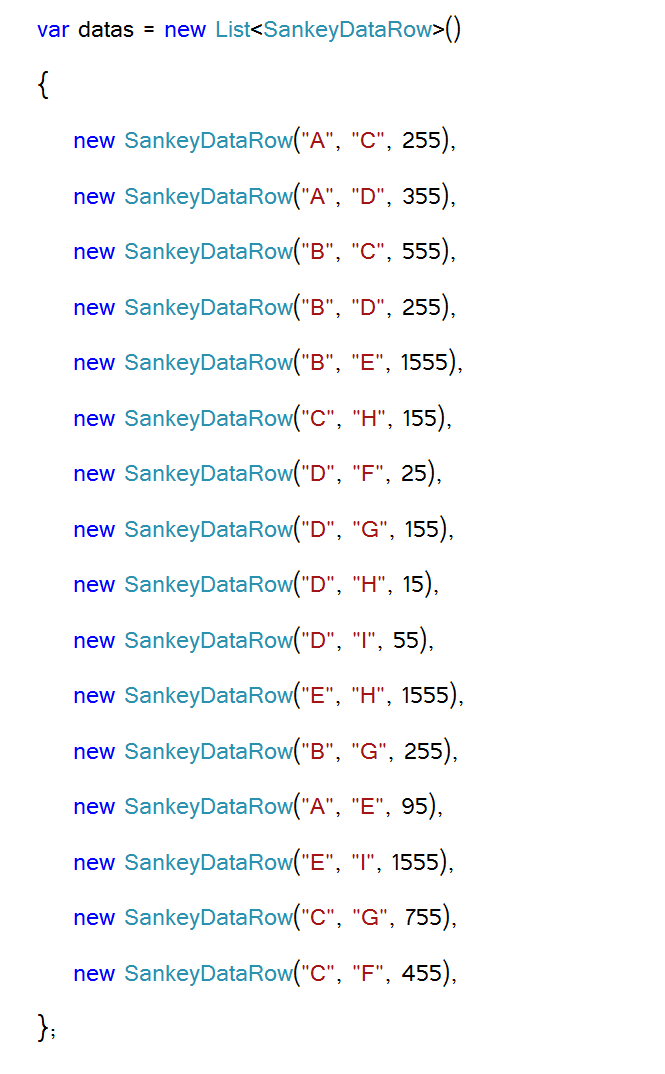 var datas = new List<SankeyDataRow>()
{
new SankeyDataRow("A", "C", 255),
new SankeyDataRow("A", "D", 355),
new SankeyDataRow("B", "C", 555),
new SankeyDataRow("B", "D", 255),
new SankeyDataRow("B", "E", 1555),
new SankeyDataRow("C", "H", 155),
new SankeyDataRow("D", "F", 25),
new SankeyDataRow("D", "G", 155),
new SankeyDataRow("D", "H", 15),
new SankeyDataRow("D", "I", 55),
new SankeyDataRow("E", "H", 1555),
new SankeyDataRow("B", "G", 255),
new SankeyDataRow("A", "E", 95),
new SankeyDataRow("E", "I", 1555),
new SankeyDataRow("C", "G", 755),
new SankeyDataRow("C", "F", 455),
};